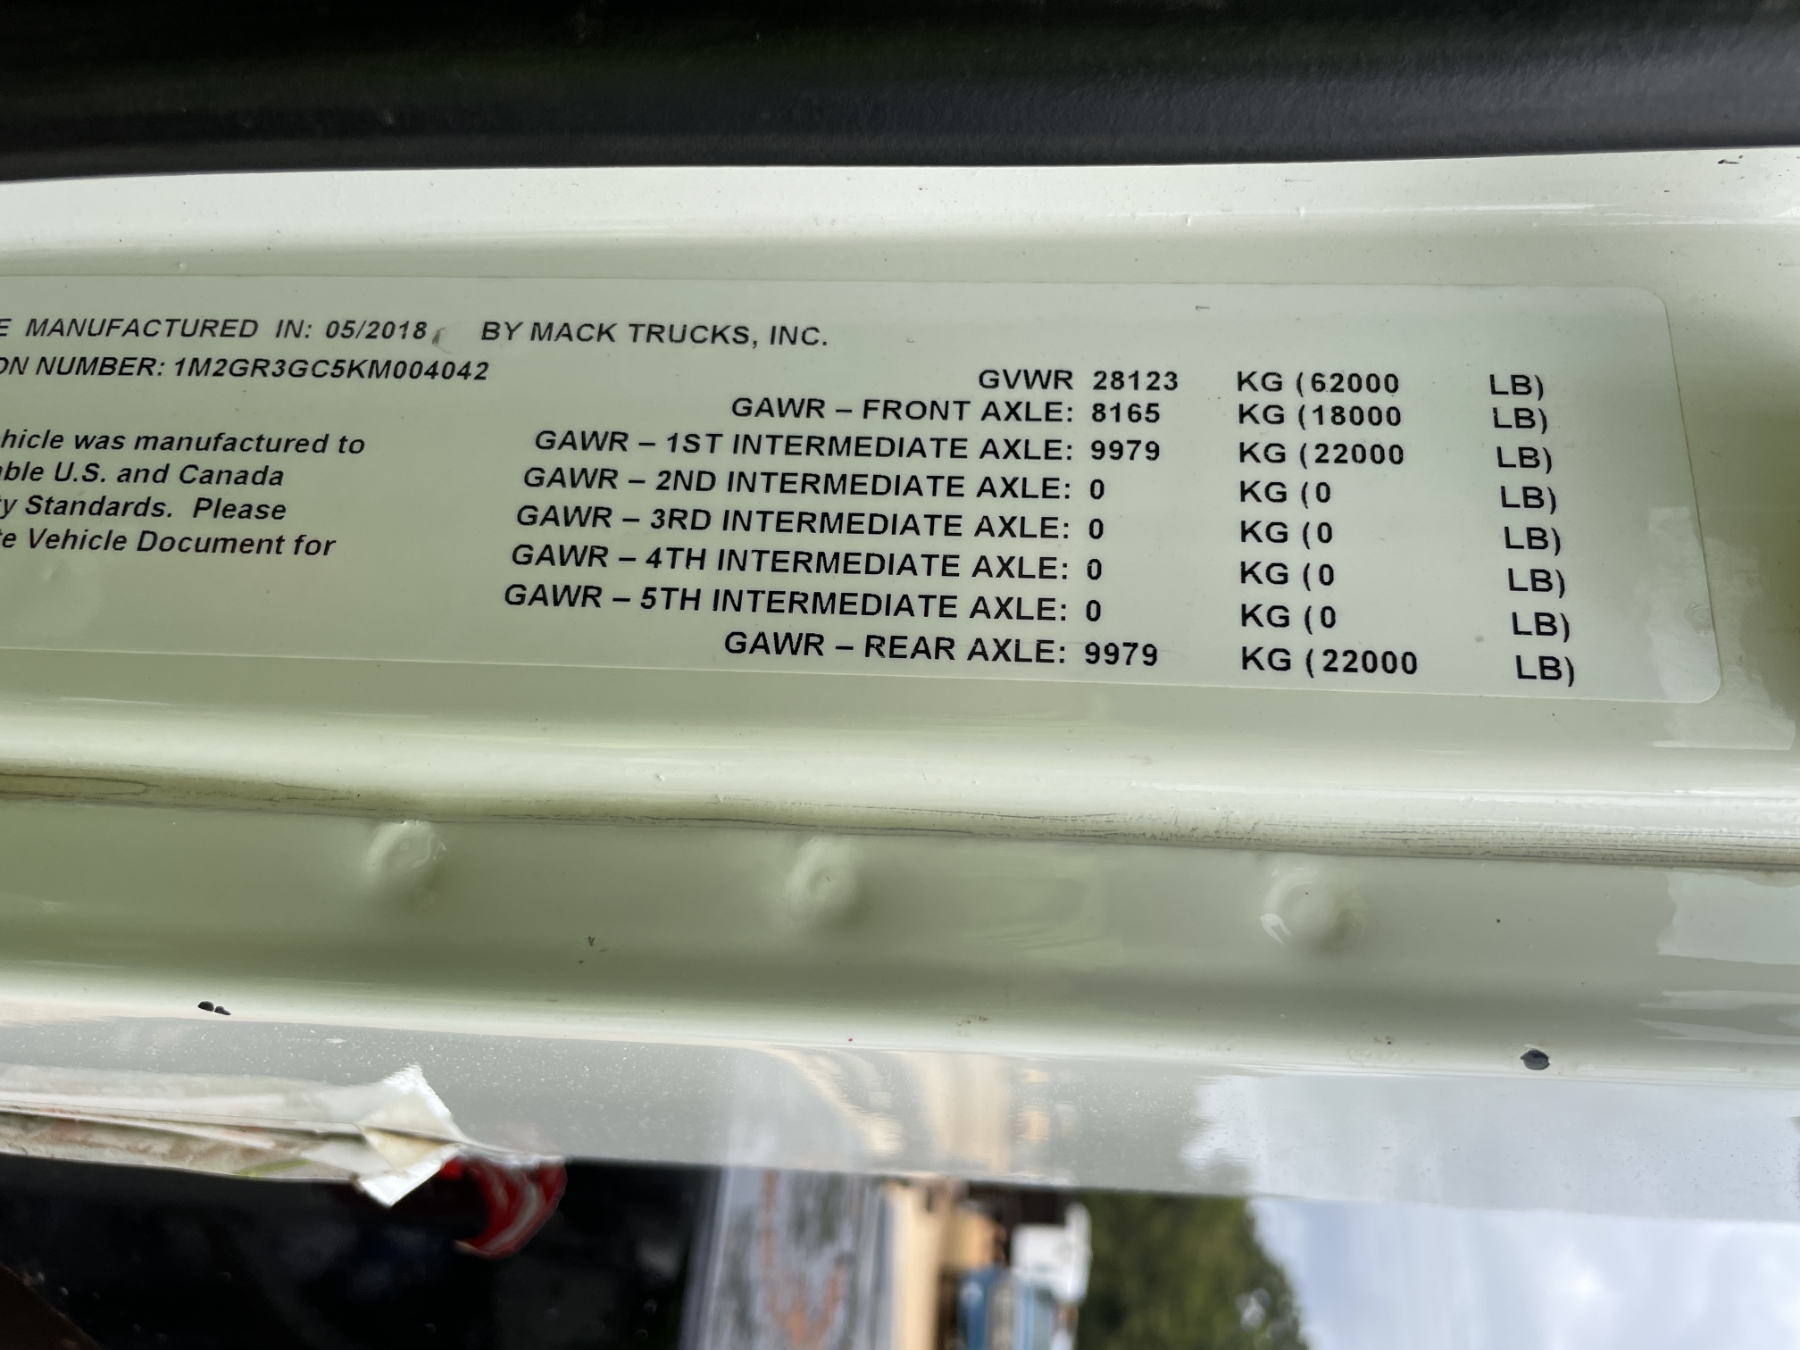 E MANUFACTURED IN: 05/2018 BY MACK TRUCKS, INC.
ON NUMBER: 1M2GR3GC5KM004042
hicle was manufactured to
able U.S. and Canada
y Standards. Please
te Vehicle Document for
GVWR 28123 KG (62000 LB)
GAWR – FRONT AXLE: 8165 KG (18000 LB)
GAWR – 1ST INTERMEDIATE AXLE: 9979 KG (22000 LB)
GAWR – 2ND INTERMEDIATE AXLE: 0 KG (0 LB)
GAWR – 3RD INTERMEDIATE AXLE: 0 KG (0 LB)
GAWR – 4TH INTERMEDIATE AXLE: 0 KG (0 LB)
GAWR – 5TH INTERMEDIATE AXLE: 0 KG (0 LB)
GAWR – REAR AXLE: 9979 KG (22000 LB)